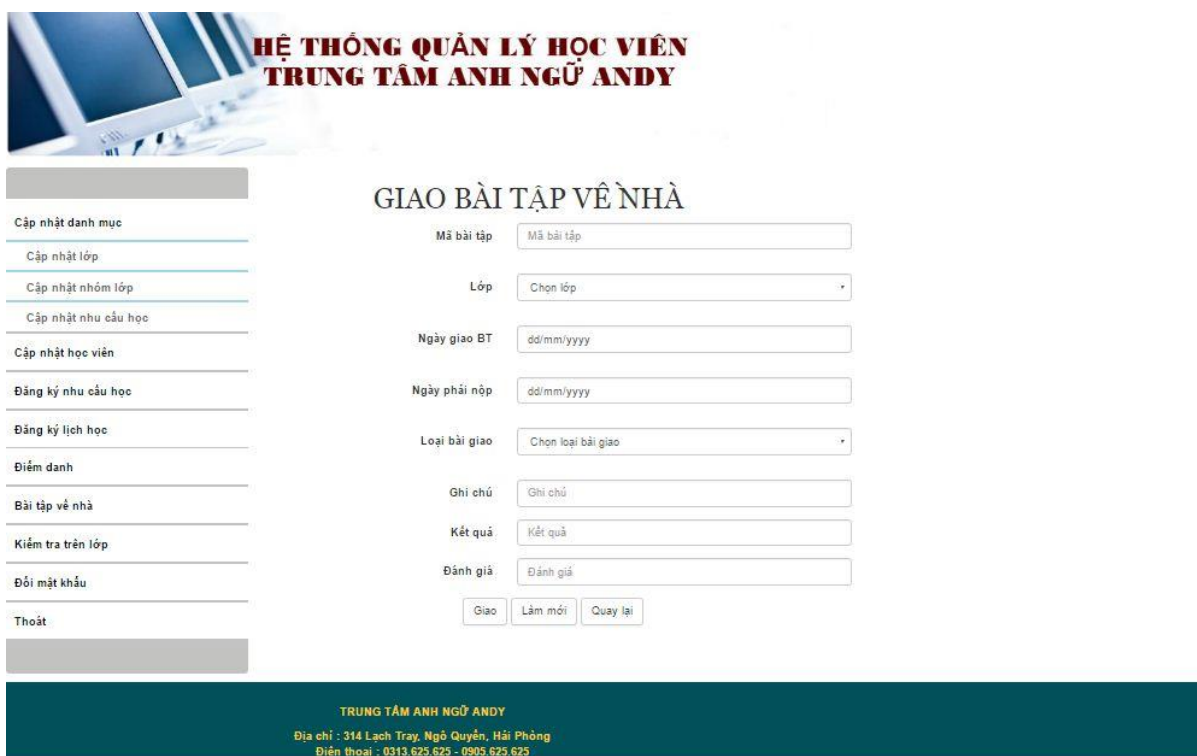 HỆ THỐNG QUẢN LÝ HỌC VIÊN
TRUNG TÂM ANH NGỮ ANDY
Cập nhật danh mục
Cập nhật lớp
Cập nhật nhóm lớp
Cập nhật nhu cầu học
Cập nhật học viên
Đăng ký nhu cầu học
Đăng ký lịch học
Điểm danh
Bài tập về nhà
Kiểm tra trên lớp
Đổi mật khẩu
Thoát
GIAO BÀI TẬP VỀ NHÀ
Mã bài tập Mã bài tập
Lớp Chọn lớp
Ngày giao BT dd/mm/yyyy
Ngày phải nộp dd/mm/yyyy
Loại bài giao Chọn loại bài giao
Ghi chú Ghi chú
Kết quả Kết quả
Đánh giá Đánh giá
Giao Làm mới Quay lại
TRUNG TÂM ANH NGỮ ANDY
Địa chỉ : 314 Lạch Tray, Ngô Quyền, Hải Phòng
Điện thoại : 0313.625.625 - 0905.625.625